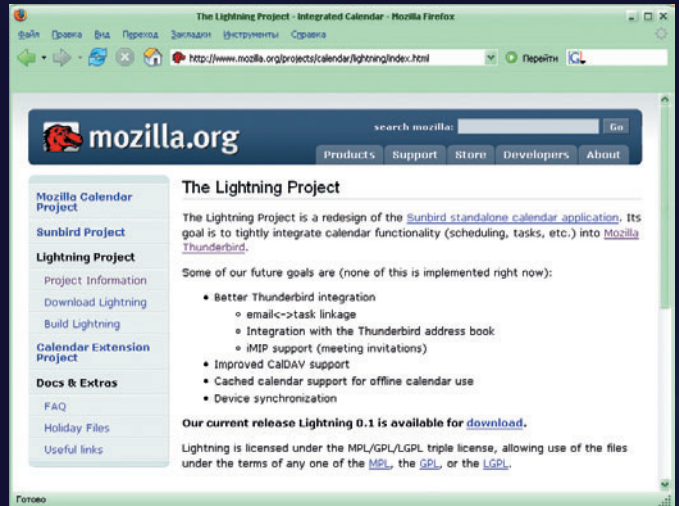 The Lightning Project - Integrated Calendar - Mozilla Firefox
Файл Правка Вид Переход Закладки Инструменты Справка
http://www.mozilla.org/projects/calendar/lightning/index.html Перейти
mozilla.org
search mozilla: Go
Products Support Store Developers About
Mozilla Calendar
Project
Sunbird Project
Lightning Project
Project Information
Download Lightning
Build Lightning
Calendar Extension
Project
Docs & Extras
FAQ
Holiday Files
Useful links
The Lightning Project
The Lightning Project is a redesign of the Sunbird standalone calendar application. Its
goal is to tightly integrate calendar functionality (scheduling, tasks, etc.) into Mozilla
Thunderbird.
Some of our future goals are (none of this is implemented right now):
• Better Thunderbird integration
◦ email<->task linkage
◦ Integration with the Thunderbird address book
◦ iMIP support (meeting invitations)
• Improved CalDAV support
• Cached calendar support for offline calendar use
• Device synchronization
Our current release Lightning 0.1 is available for download.
Lightning is licensed under the MPL/GPL/LGPL triple license, allowing use of the files
under the terms of any one of the MPL, the GPL, or the LGPL.
Готово